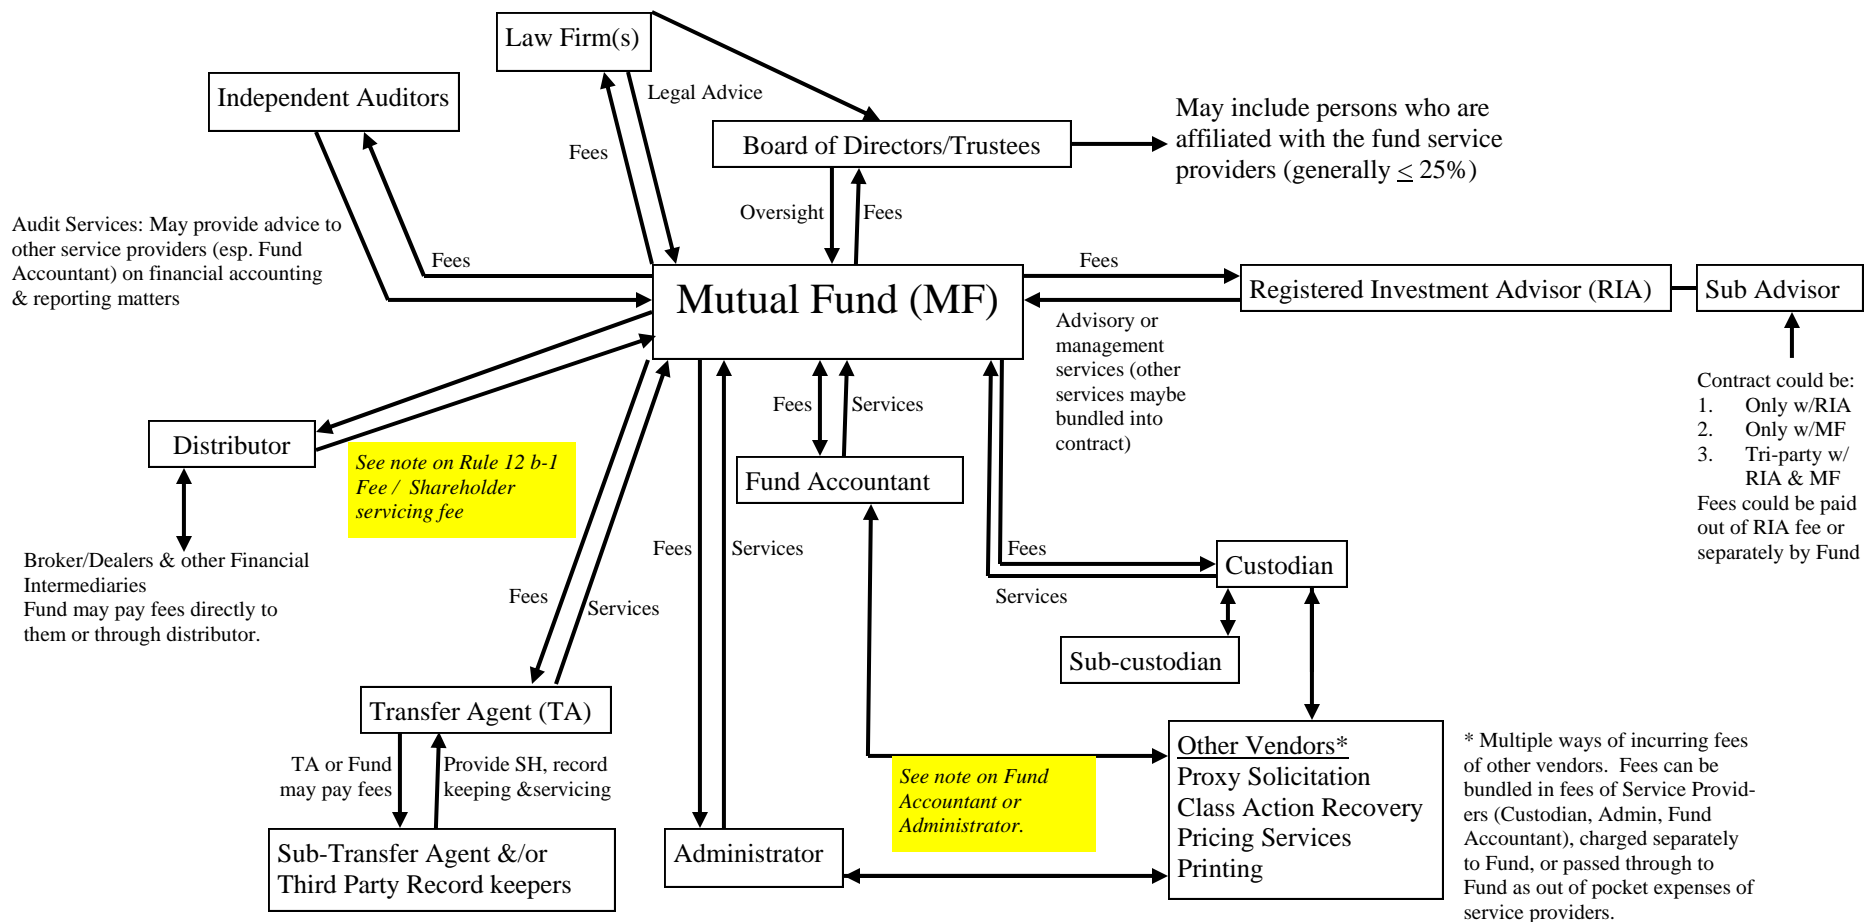 Law Firm(s)
Independent Auditors
Legal Advice
Fees
Board of Directors/Trustees
May include persons who are
affiliated with the fund service
providers (generally < 25%)
Oversight
Fees
Audit Services: May provide advice to
other service providers (esp. Fund
Accountant) on financial accounting
& reporting matters
Fees
Fees
Mutual Fund (MF)
Registered Investment Advisor (RIA)
Sub Advisor
Advisory or
management
services (other
services maybe
bundled into
contract)
Contract could be:
1. Only w/RIA
2. Only w/MF
3. Tri-party w/
RIA & MF
Fees could be paid
out of RIA fee or
separately by Fund
Fees
Services
Distributor
See note on Rule 12 b-1
Fee / Shareholder
servicing fee
Fund Accountant
Broker/Dealers & other Financial
Intermediaries
Fund may pay fees directly to
them or through distributor.
Fees
Services
Fees
Services
Fees
Services
Custodian
Sub-custodian
Transfer Agent (TA)
TA or Fund
may pay fees
Provide SH, record
keeping &servicing
Sub-Transfer Agent &/or
Third Party Record keepers
Administrator
See note on Fund
Accountant or
Administrator.
Other Vendors*
Proxy Solicitation
Class Action Recovery
Pricing Services
Printing
* Multiple ways of incurring fees
of other vendors.  Fees can be
bundled in fees of Service Provid-
ers (Custodian, Admin, Fund
Accountant), charged separately
to Fund, or passed through to
Fund as out of pocket expenses of
service providers.